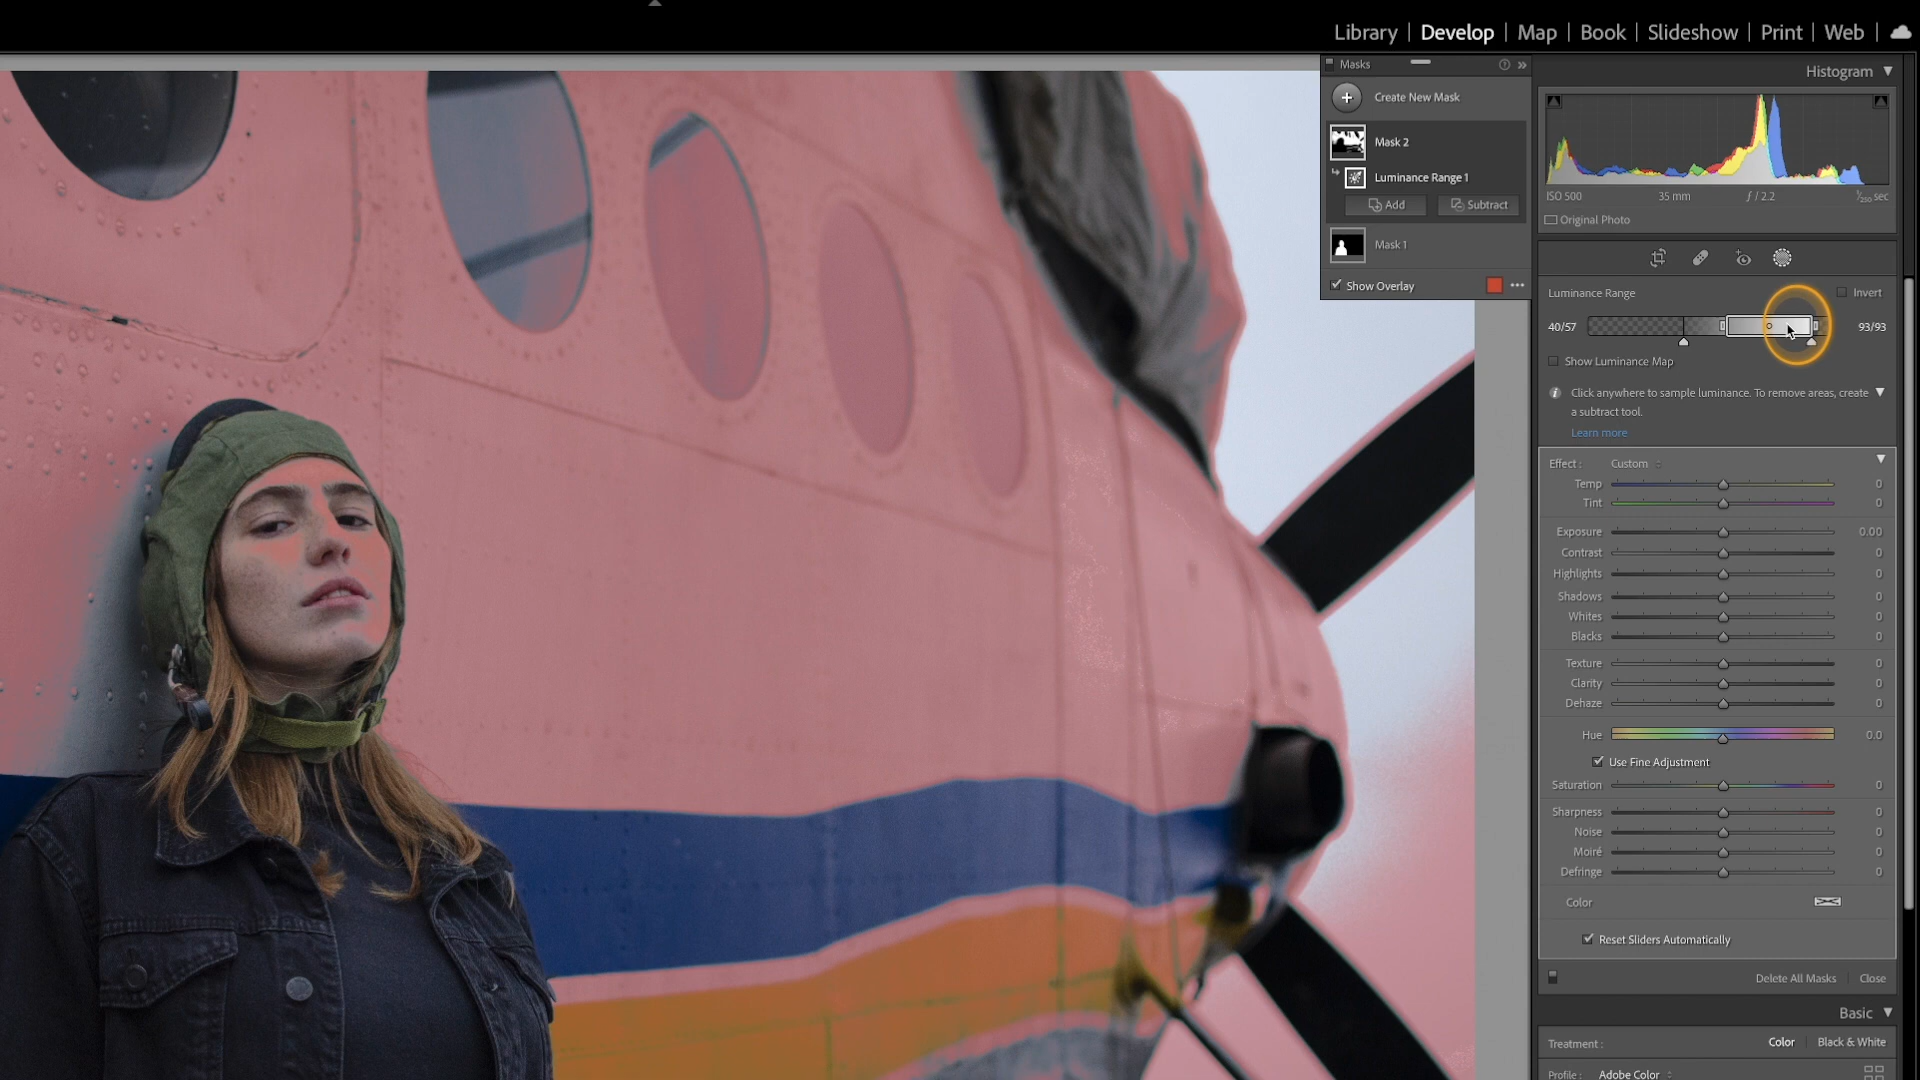 Library | Develop | Map | Book | Slideshow | Print | Web |
Masks
Create New Mask
Mask 2
Luminance Range 1
Add Subtract
Mask 1
Show Overlay
Histogram
ISO 500 35 mm ƒ / 2.2 1/250 sec
Original Photo
Luminance Range Invert
40/57 93/93
Show Luminance Map
Click anywhere to sample luminance. To remove areas, create
a subtract tool.
Learn more
Effect : Custom
Temp 0
Tint 0
Exposure 0.00
Contrast 0
Highlights 0
Shadows 0
Whites 0
Blacks 0
Texture 0
Clarity 0
Dehaze 0
Hue 0.0
Use Fine Adjustment
Saturation 0
Sharpness 0
Noise 0
Moiré 0
Defringe 0
Color
Reset Sliders Automatically
Delete All Masks Close
Basic
Treatment : Color Black & White
Profile : Adobe Color